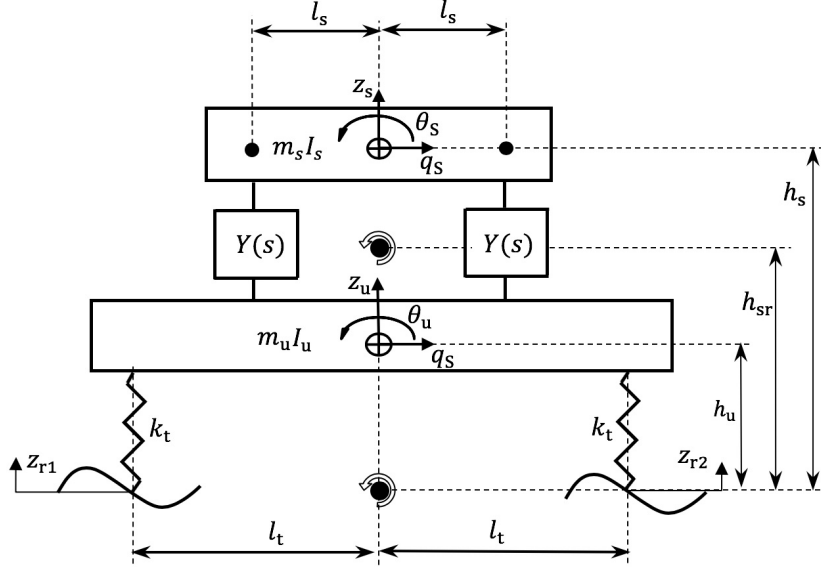 l_s l_s
z_s
θ_S
m_s I_s
q_S
h_s
Y(s) Y(s)
z_u
h_sr
θ_u
m_u I_u
q_S
h_u
k_t k_t
z_r1 z_r2
l_t l_t